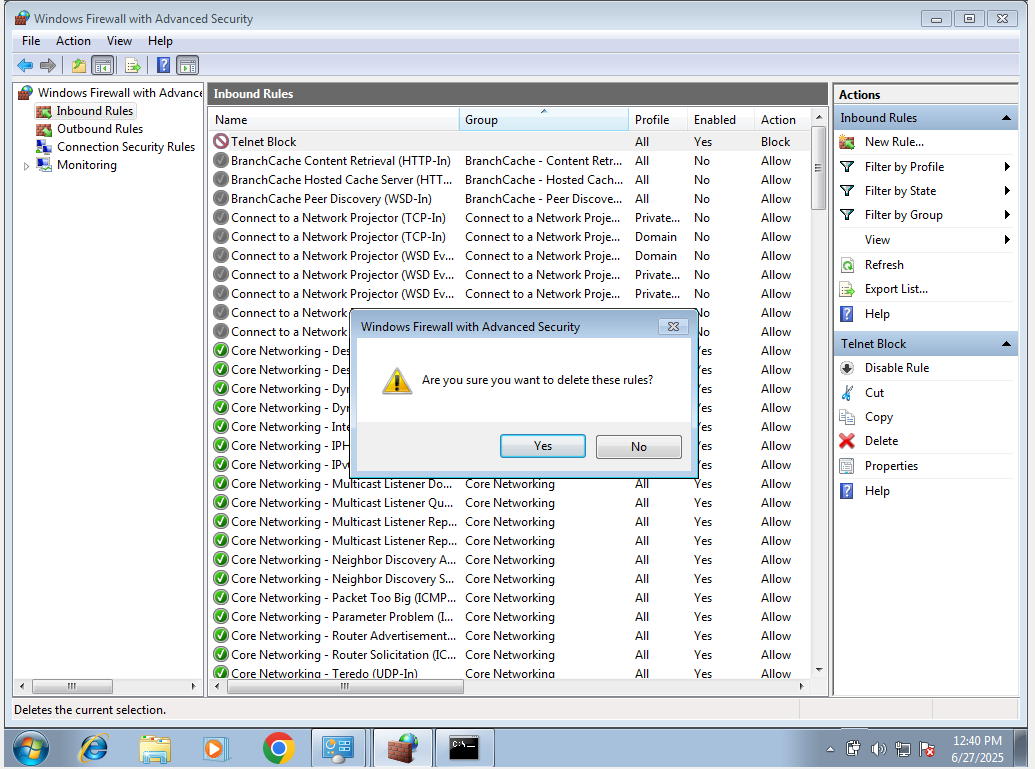 Windows Firewall with Advanced Security
File Action View Help
Windows Firewall with Advance
Inbound Rules
Outbound Rules
Connection Security Rules
Monitoring
Inbound Rules
Name Group Profile Enabled Action
Telnet Block All Yes Block
BranchCache Content Retrieval (HTTP-In) BranchCache - Content Retr... All No Allow
BranchCache Hosted Cache Server (HTT... BranchCache - Hosted Cach... All No Allow
BranchCache Peer Discovery (WSD-In) BranchCache - Peer Discove... All No Allow
Connect to a Network Projector (TCP-In) Connect to a Network Proje... Private... No Allow
Connect to a Network Projector (TCP-In) Connect to a Network Proje... Domain No Allow
Connect to a Network Projector (WSD Ev... Connect to a Network Proje... Domain No Allow
Connect to a Network Projector (WSD Ev... Connect to a Network Proje... Private... No Allow
Connect to a Network Projector (WSD Ev... Connect to a Network Proje... Private... No Allow
Connect to a Network Allow
Connect to a Network Allow
Core Networking - Des Allow
Core Networking - Des Allow
Core Networking - Dyn Allow
Core Networking - Dyn Allow
Core Networking - Inte Allow
Core Networking - IPH Allow
Core Networking - IPv Allow
Core Networking - Multicast Listener Do... Core Networking All Yes Allow
Core Networking - Multicast Listener Qu... Core Networking All Yes Allow
Core Networking - Multicast Listener Rep... Core Networking All Yes Allow
Core Networking - Multicast Listener Rep... Core Networking All Yes Allow
Core Networking - Neighbor Discovery A... Core Networking All Yes Allow
Core Networking - Neighbor Discovery S... Core Networking All Yes Allow
Core Networking - Packet Too Big (ICMP... Core Networking All Yes Allow
Core Networking - Parameter Problem (I... Core Networking All Yes Allow
Core Networking - Router Advertisement... Core Networking All Yes Allow
Core Networking - Router Solicitation (IC... Core Networking All Yes Allow
Core Networking - Teredo (UDP-In) Core Networking All Yes Allow
Windows Firewall with Advanced Security
Are you sure you want to delete these rules?
Yes No
Actions
Inbound Rules
New Rule...
Filter by Profile
Filter by State
Filter by Group
View
Refresh
Export List...
Help
Telnet Block
Disable Rule
Cut
Copy
Delete
Properties
Help
Deletes the current selection.
12:40 PM
6/27/2025